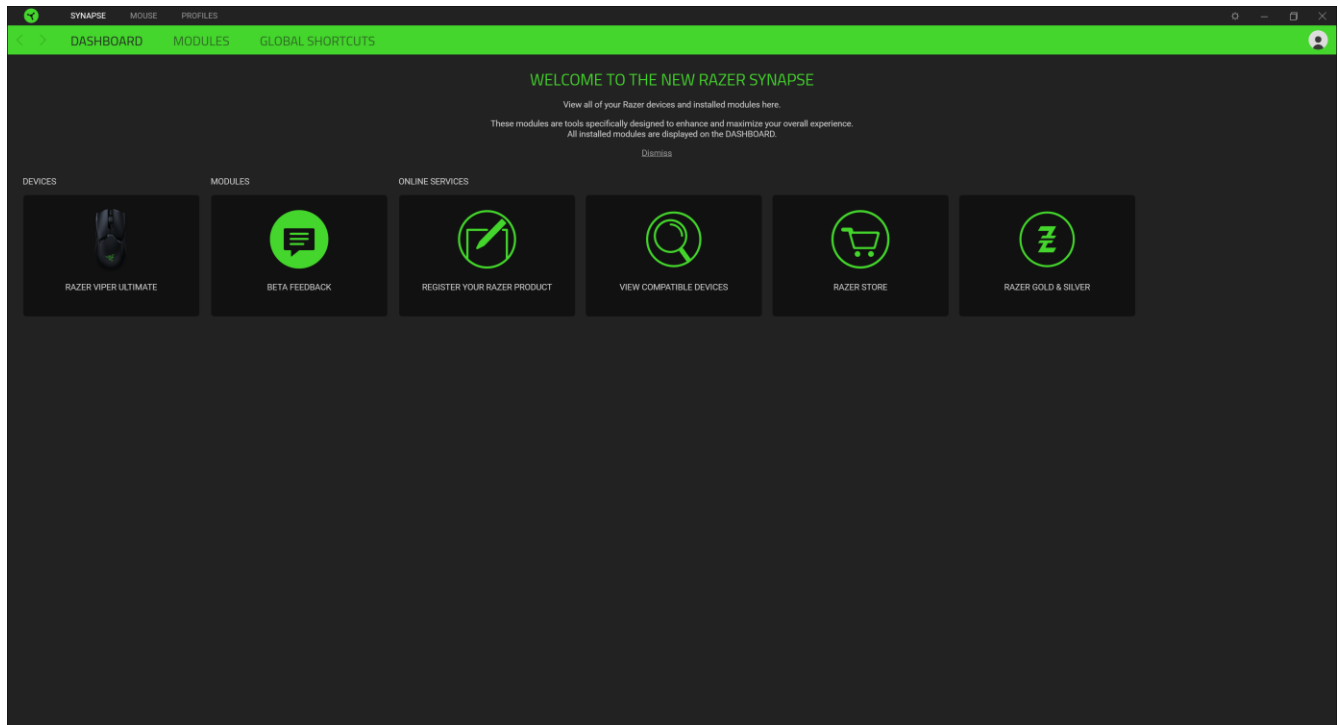 SYNAPSE MOUSE PROFILES
DASHBOARD MODULES GLOBAL SHORTCUTS
WELCOME TO THE NEW RAZER SYNAPSE
View all of your Razer devices and installed modules here.
These modules are tools specifically designed to enhance and maximize your overall experience.
All installed modules are displayed on the DASHBOARD.
Dismiss
DEVICES MODULES ONLINE SERVICES
RAZER VIPER ULTIMATE BETA FEEDBACK REGISTER YOUR RAZER PRODUCT VIEW COMPATIBLE DEVICES RAZER STORE RAZER GOLD & SILVER